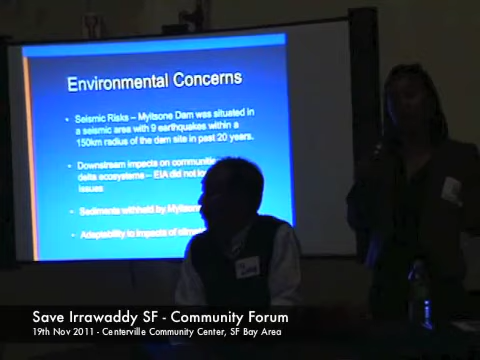 Environmental Concerns
• Seismic Risks – Myitsone Dam was situated in
a seismic area with 9 earthquakes within a
150km radius of the dam site in past 20 years.
• Downstream impacts on
delta ecosystems – EIA did not
issues
• Sediments withheld by
• Adaptability to impacts of
Save Irrawaddy SF - Community Forum
19th Nov 2011 - Centerville Community Center, SF Bay Area